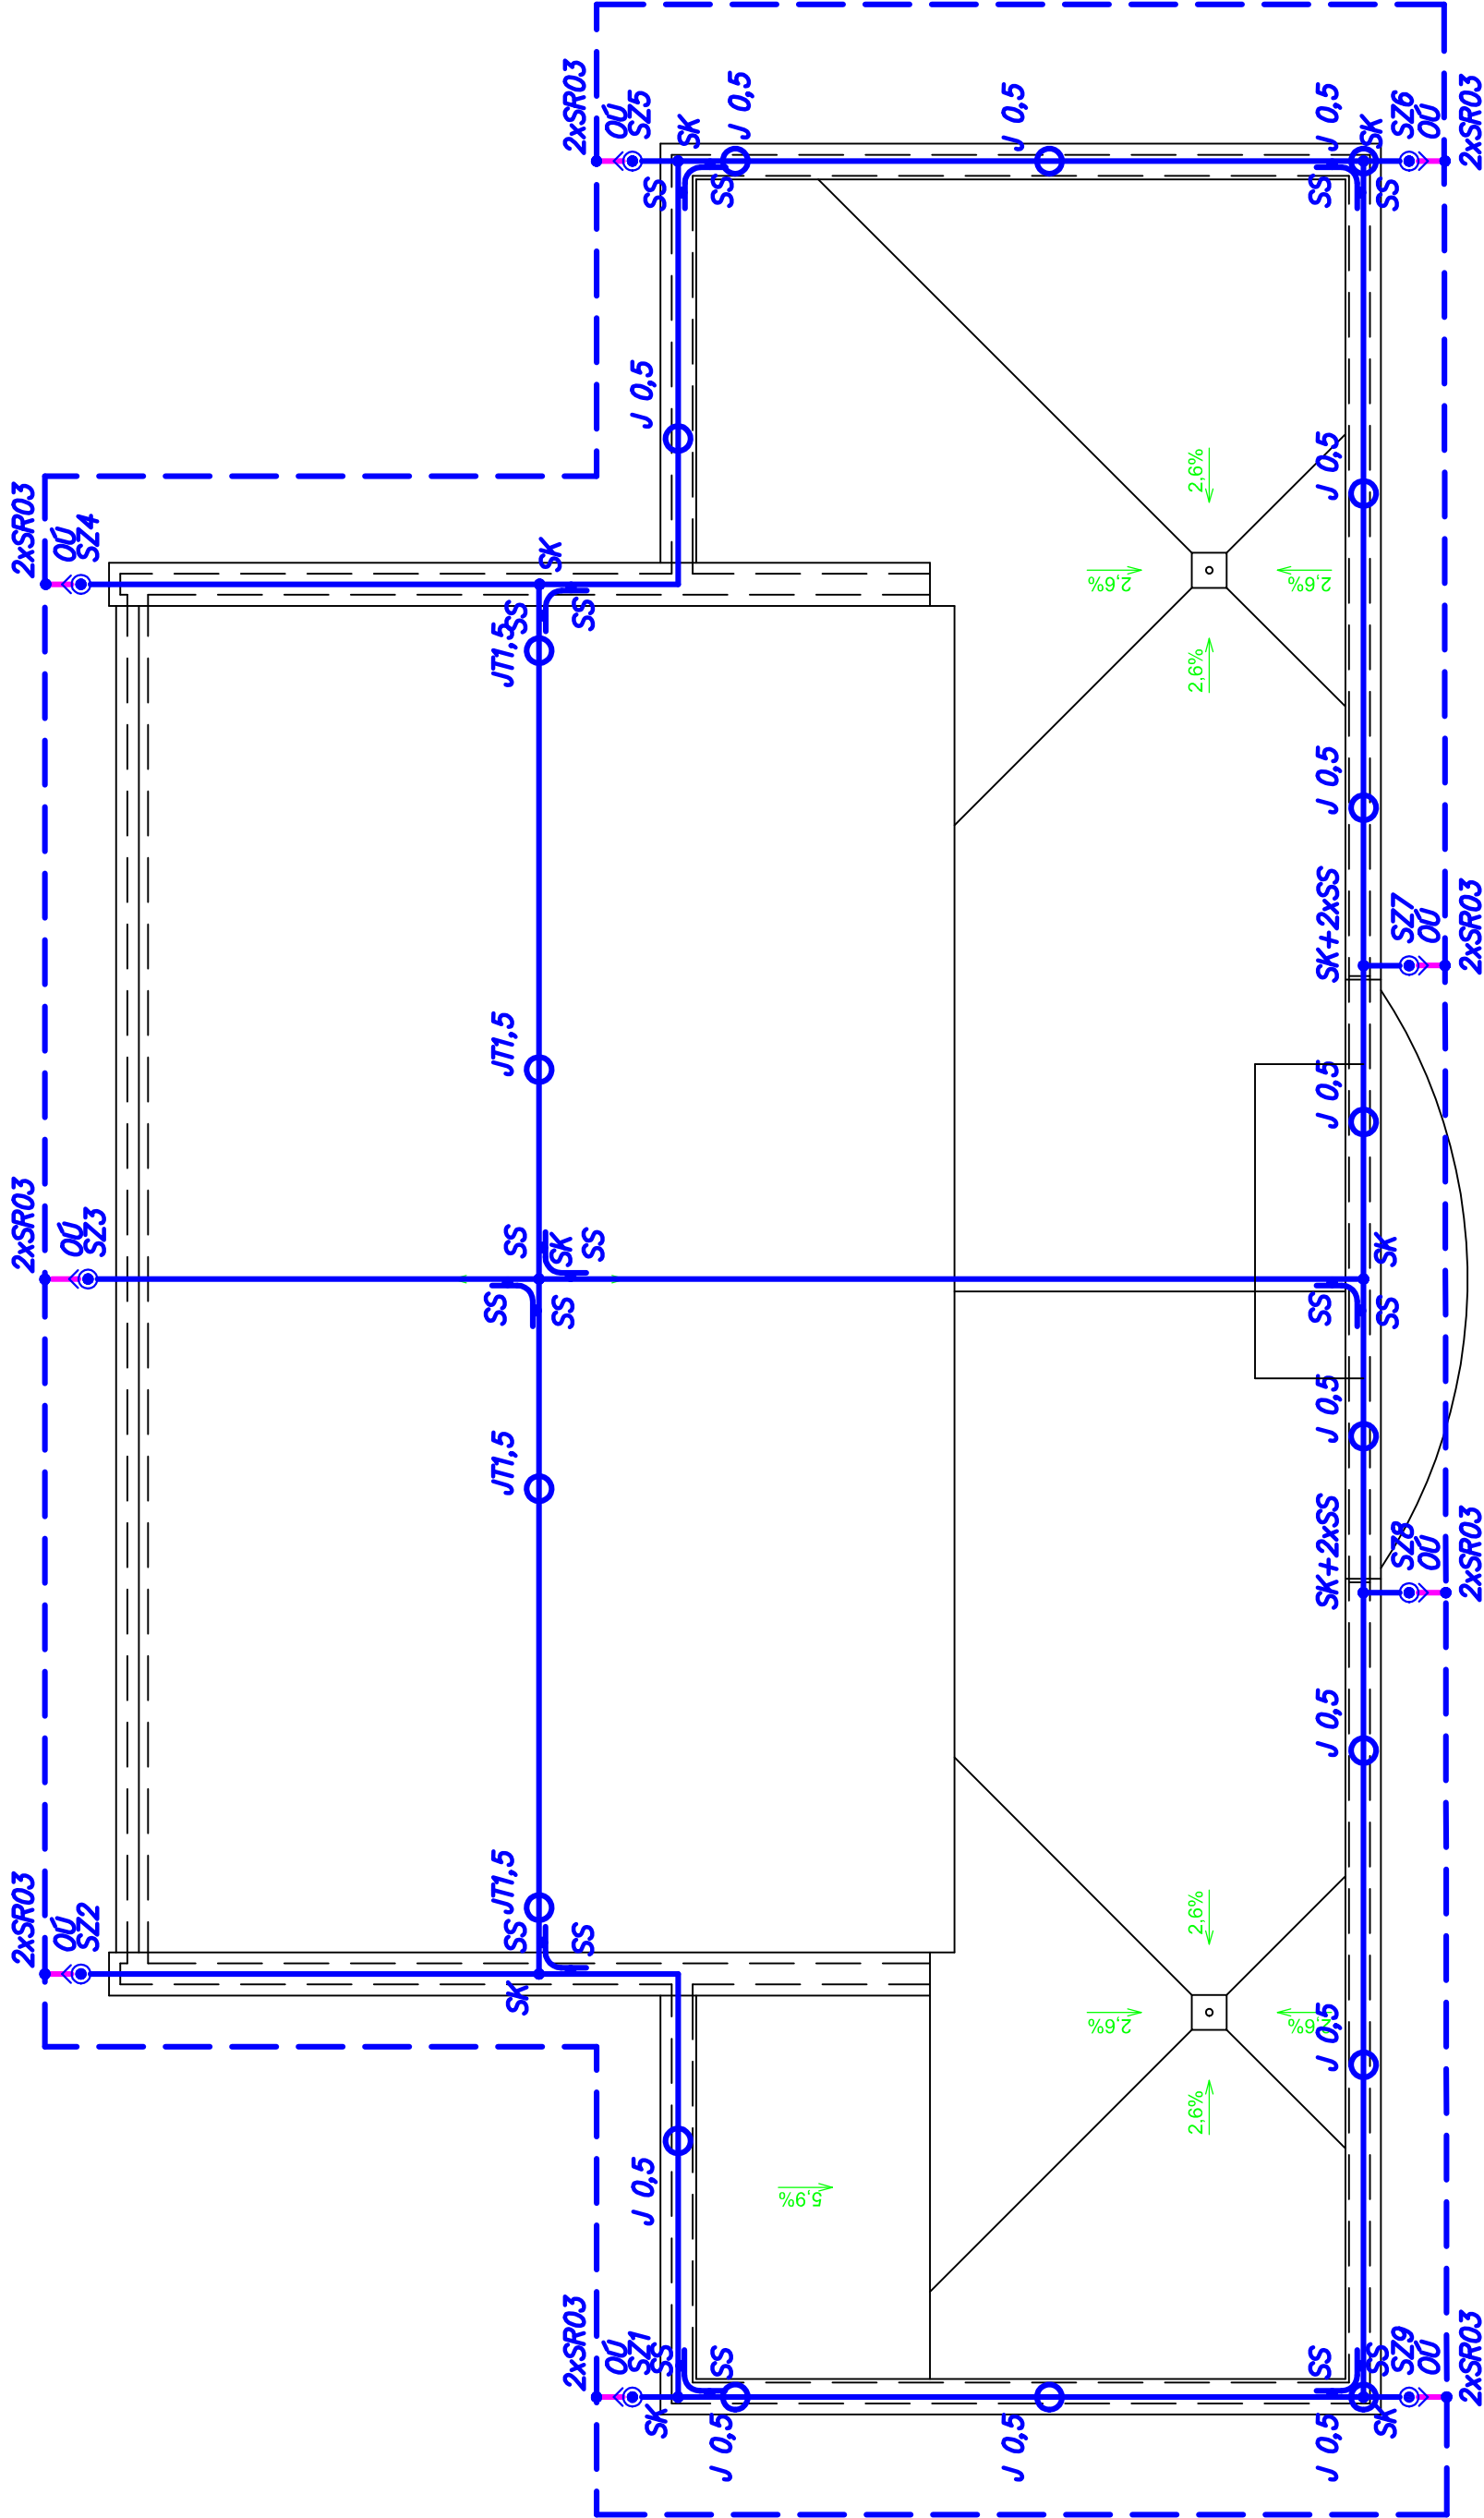 2xSR03
OÚ
SZ5
SK
J 0,5
J 0,5
J 0,5
SK
SZ6
OÚ
2xSR03
SS
SS
SS
SS
J 0,5
2xSR03
OÚ
SZ4
SK
JT1,5
SS
SS
2,6%
2,6%
2,6%
2,6%
J 0,5
J 0,5
SK+2xSS
SZ7
OÚ
2xSR03
JT1,5
J 0,5
2xSR03
OÚ
SZ3
SS
SK
SS
SS
SS
SK
SS
SS
JT1,5
J 0,5
SK+2xSS
SZ8
OÚ
2xSR03
J 0,5
2xSR03
OÚ
SZ2
JT1,5
SS
SS
SK
2,6%
2,6%
2,6%
2,6%
J 0,5
J 0,5
5,9%
2xSR03
OÚ
SZ1
SS
SS
SK
J 0,5
J 0,5
J 0,5
SS
SS
SK
SZ9
OÚ
2xSR03